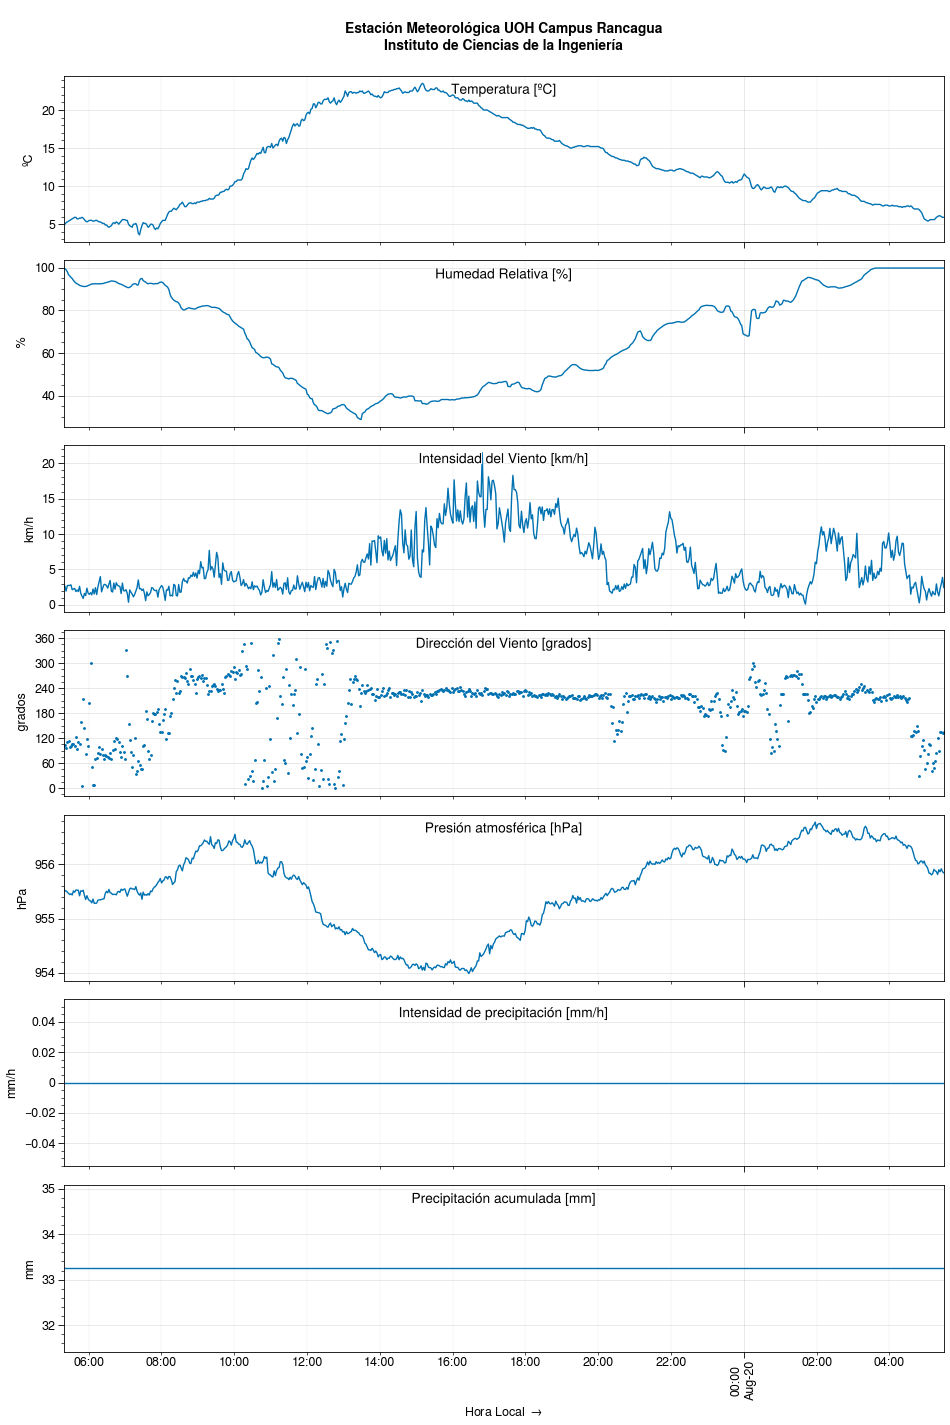 Estación Meteorológica UOH Campus Rancagua
Instituto de Ciencias de la Ingeniería
Temperatura [ºC]
ºC
20
15
10
5
Humedad Relativa [%]
%
100
80
60
40
Intensidad del Viento [km/h]
km/h
20
15
10
5
0
Dirección del Viento [grados]
grados
360
300
240
180
120
60
0
Presión atmosférica [hPa]
hPa
956
955
954
Intensidad de precipitación [mm/h]
mm/h
0.04
0.02
0
−0.02
−0.04
Precipitación acumulada [mm]
mm
35
34
33
32
06:00 08:00 10:00 12:00 14:00 16:00 18:00 20:00 22:00 00:00 02:00 04:00
Aug-20
Hora Local →